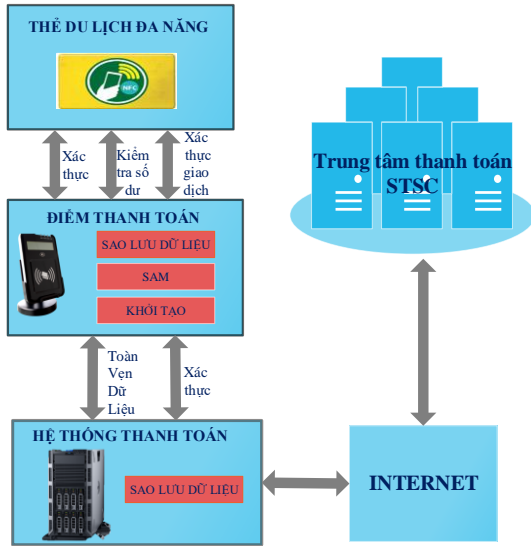 THẺ DU LỊCH ĐA NĂNG
NFC
Xác
thực
Kiểm
tra số
dư
Xác
thực
giao
dịch
ĐIỂM THANH TOÁN
SAO LƯU DỮ LIỆU
SAM
KHỞI TẠO
Toàn
Vẹn
Dữ
Liệu
Xác
thực
HỆ THỐNG THANH TOÁN
SAO LƯU DỮ LIỆU
Trung tâm thanh toán
STSC
INTERNET